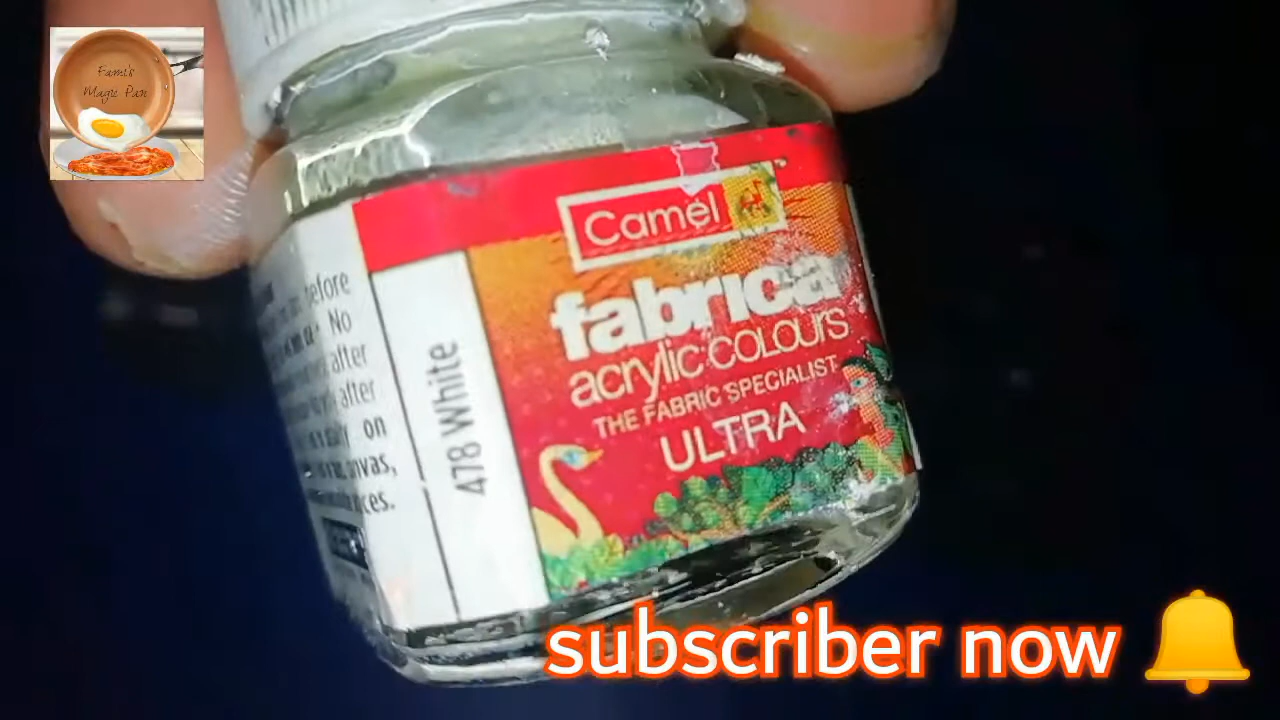 Fami's
Magic Pan
Camel
fabrica
acrylic colours
THE FABRIC SPECIALIST
ULTRA
478 White
before
No
after
after
on
ces.
subscriber now